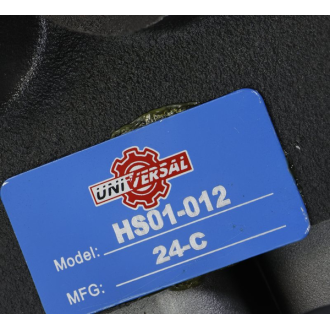 UNIVERSAL
Model: HS01-012
MFG: 24-C